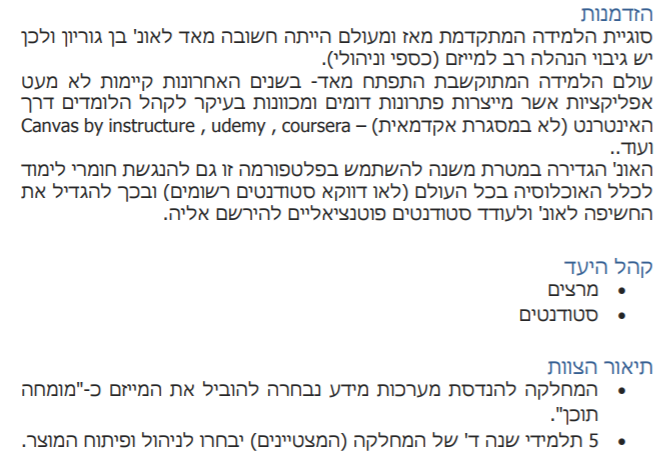 הזדמנות
סוגיית הלמידה המתקדמת מאז ומעולם הייתה חשובה מאד לאונ' בן גוריון ולכן
יש גיבוי הנהלה רב למייזם (כספי וניהולי).
עולם הלמידה המתוקשבת התפתח מאד- בשנים האחרונות קיימות לא מעט
אפליקציות אשר מייצרות פתרונות דומים ומכוונות בעיקר לקהל הלומדים דרך
האינטרנט (לא במסגרת אקדמאית) – Canvas by instructure , udemy , coursera
ועוד..
האונ' הגדירה במטרת משנה להשתמש בפלטפורמה זו גם להנגשת חומרי לימוד
לכלל האוכלוסיה בכל העולם (לאו דווקא סטודנטים רשומים) ובכך להגדיל את
החשיפה לאונ' ולעודד סטודנטים פוטנציאליים להירשם אליה.
קהל היעד
• מרצים
• סטודנטים
תיאור הצוות
• המחלקה להנדסת מערכות מידע נבחרה להוביל את המייזם כ-"מומחה
תוכן".
• 5 תלמידי שנה ד' של המחלקה (המצטיינים) יבחרו לניהול ופיתוח המוצר.